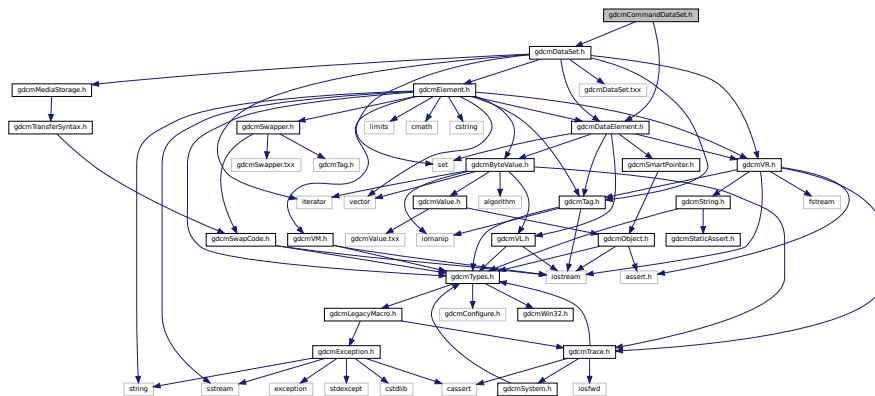 gdcmCommandDataSet.h
gdcmDataSet.h
gdcmMediaStorage.h
gdcmElement.h
gdcmDataSet.txx
gdcmTransferSyntax.h
gdcmSwapper.h
limits
cmath
cstring
gdcmDataElement.h
gdcmSwapper.txx
gdcmTag.h
set
gdcmByteValue.h
gdcmSmartPointer.h
gdcmVR.h
iterator
vector
gdcmValue.h
algorithm
gdcmTag.h
gdcmString.h
fstream
gdcmSwapCode.h
gdcmVM.h
gdcmValue.txx
iomanip
gdcmVL.h
gdcmObject.h
gdcmStaticAssert.h
gdcmTypes.h
iostream
assert.h
gdcmLegacyMacro.h
gdcmConfigure.h
gdcmWin32.h
gdcmException.h
gdcmTrace.h
string
sstream
exception
stdexcept
cstdlib
cassert
gdcmSystem.h
iosfwd